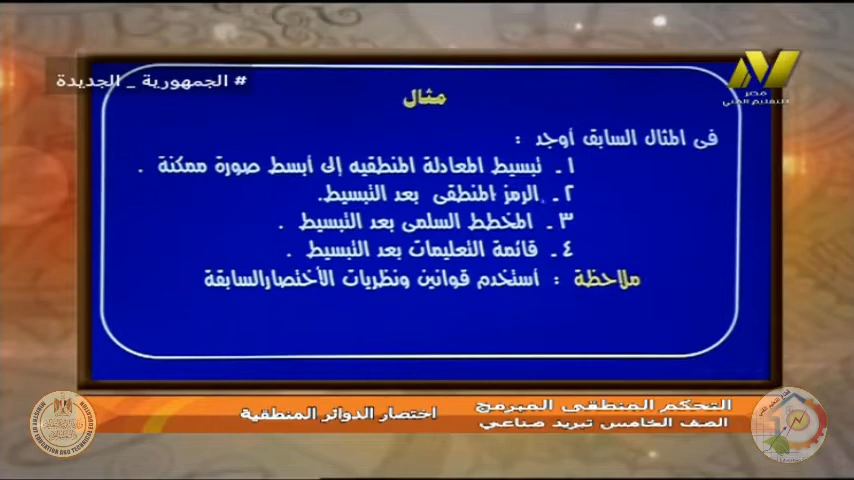 # الجمهورية _ الجديدة
مصر
التعليم الفني
مثال
فى المثال السابق أوجد :
١ـ تبسيط المعادلة المنطقيه إلى أبسط صورة ممكنة .
٢ـ الرمز المنطقى بعد التبسيط.
٣ـ المخطط السلمى بعد التبسيط .
٤ـ قائمة التعليمات بعد التبسيط .
ملاحظة : أستخدم قوانين ونظريات الأختصارالسابقة
التحكم المنطقى المبرمج
اختصار الدوائر المنطقية
الصف الخامس تبريد صناعي